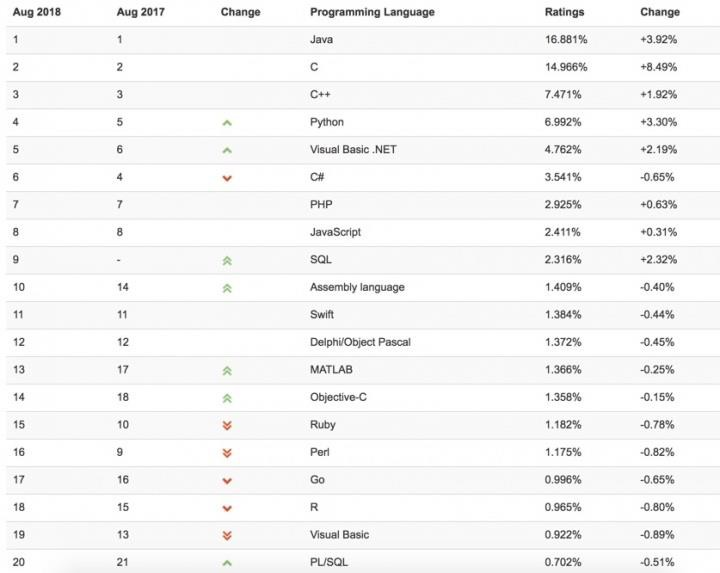 Aug 2018 Aug 2017 Change Programming Language Ratings Change
1 1 Java 16.881% +3.92%
2 2 C 14.966% +8.49%
3 3 C++ 7.471% +1.92%
4 5 Python 6.992% +3.30%
5 6 Visual Basic .NET 4.762% +2.19%
6 4 C# 3.541% -0.65%
7 7 PHP 2.925% +0.63%
8 8 JavaScript 2.411% +0.31%
9 - SQL 2.316% +2.32%
10 14 Assembly language 1.409% -0.40%
11 11 Swift 1.384% -0.44%
12 12 Delphi/Object Pascal 1.372% -0.45%
13 17 MATLAB 1.366% -0.25%
14 18 Objective-C 1.358% -0.15%
15 10 Ruby 1.182% -0.78%
16 9 Perl 1.175% -0.82%
17 16 Go 0.996% -0.65%
18 15 R 0.965% -0.80%
19 13 Visual Basic 0.922% -0.89%
20 21 PL/SQL 0.702% -0.51%